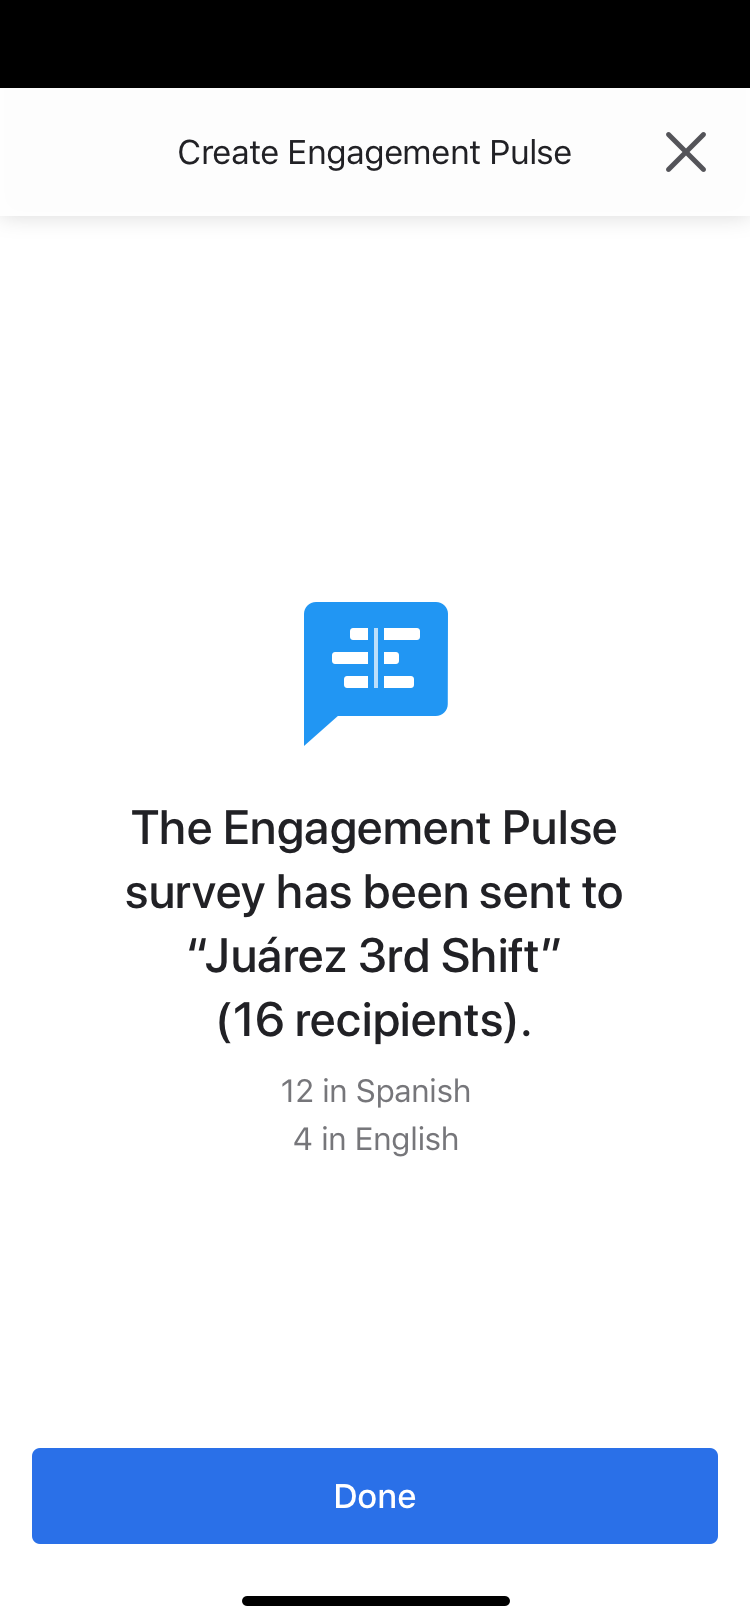 Create Engagement Pulse
The Engagement Pulse
survey has been sent to
“Juárez 3rd Shift”
(16 recipients).
12 in Spanish
4 in English
Done